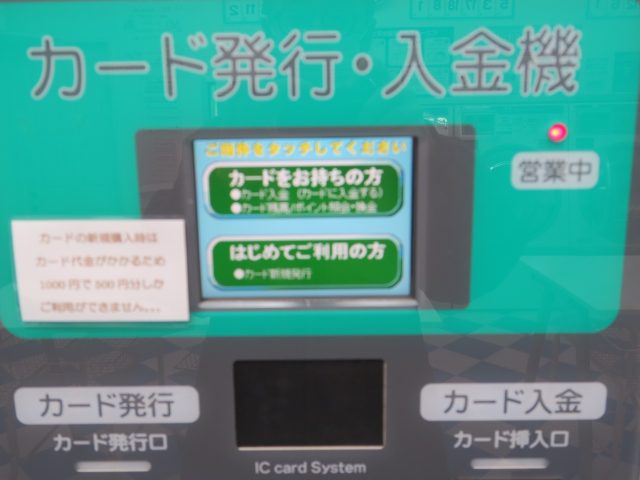 カード発行・入金機
ご用件をタッチしてください
カードをお持ちの方
●カード入金 （カードに入金する）
●カード残高/ポイント照会・換金
はじめてご利用の方
●カード新規発行
営業中
カードの新規購入時は
カード代金がかかるため
1000円で500円分しか
ご利用ができません。。。
カード発行
カード発行口
カード入金
カード挿入口
IC card System